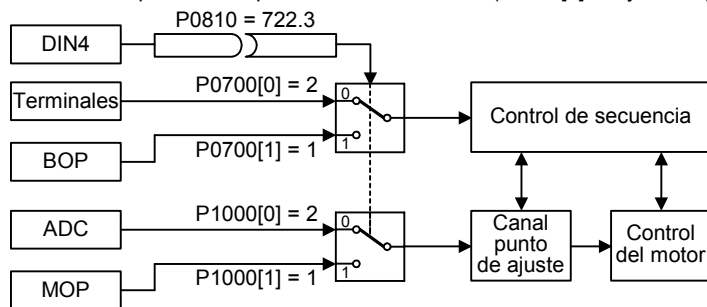 P0810 = 722.3
DIN4
P0700[0] = 2
Terminales
0
1
Control de secuencia
BOP
P0700[1] = 1
ADC
P1000[0] = 2
0
1
Canal
punto
de ajuste
Control
del motor
MOP
P1000[1] = 1